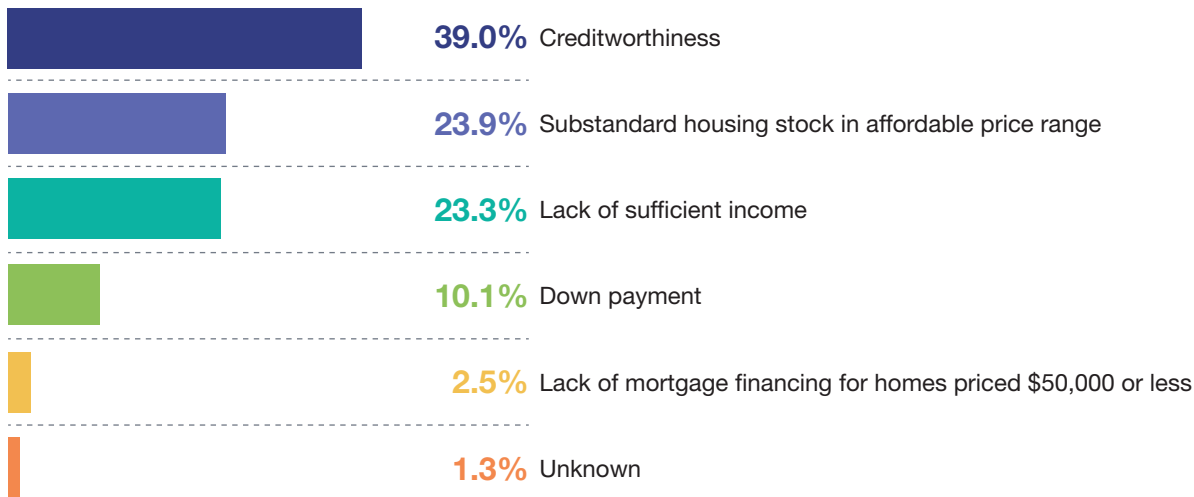 39.0% Creditworthiness
23.9% Substandard housing stock in affordable price range
23.3% Lack of sufficient income
10.1% Down payment
2.5% Lack of mortgage financing for homes priced $50,000 or less
1.3% Unknown